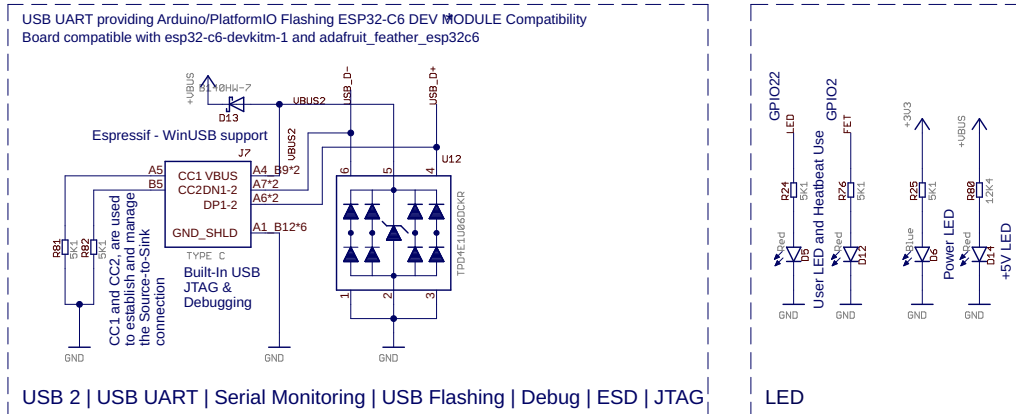 USB UART providing Arduino/PlatformIO Flashing ESP32-C6 DEV MODULE Compatibility
Board compatible with esp32-c6-devkitm-1 and adafruit_feather_esp32c6
+VBUS
B140HW-7
D13
VBUS2
VBUS2
USB_D-
USB_D+
Espressif - WinUSB support
J7
U12
A5
B5
CC1 VBUS
CC2 DN1-2
DP1-2
GND_SHLD
A4_B9*2
A7*2
A6*2
A1_B12*6
TYPE C
Built-In USB
JTAG &
Debugging
R81
5K1
R82
5K1
CC1 and CC2, are used
to establish and manage
the Source-to-Sink
connection
GND
GND
6
5
4
TPD4E1U06DCKR
1
2
3
GND
USB 2 | USB UART | Serial Monitoring | USB Flashing | Debug | ESD | JTAG
GPIO22
LED
R24
5K1
Red
D5
GND
User LED and Heatbeat Use
GPIO2
FET
R76
5K1
Red
D12
GND
+3V3
R25
5K1
Blue
D6
GND
Power LED
+VBUS
R80
12K4
Red
D14
GND
+5V LED
LED